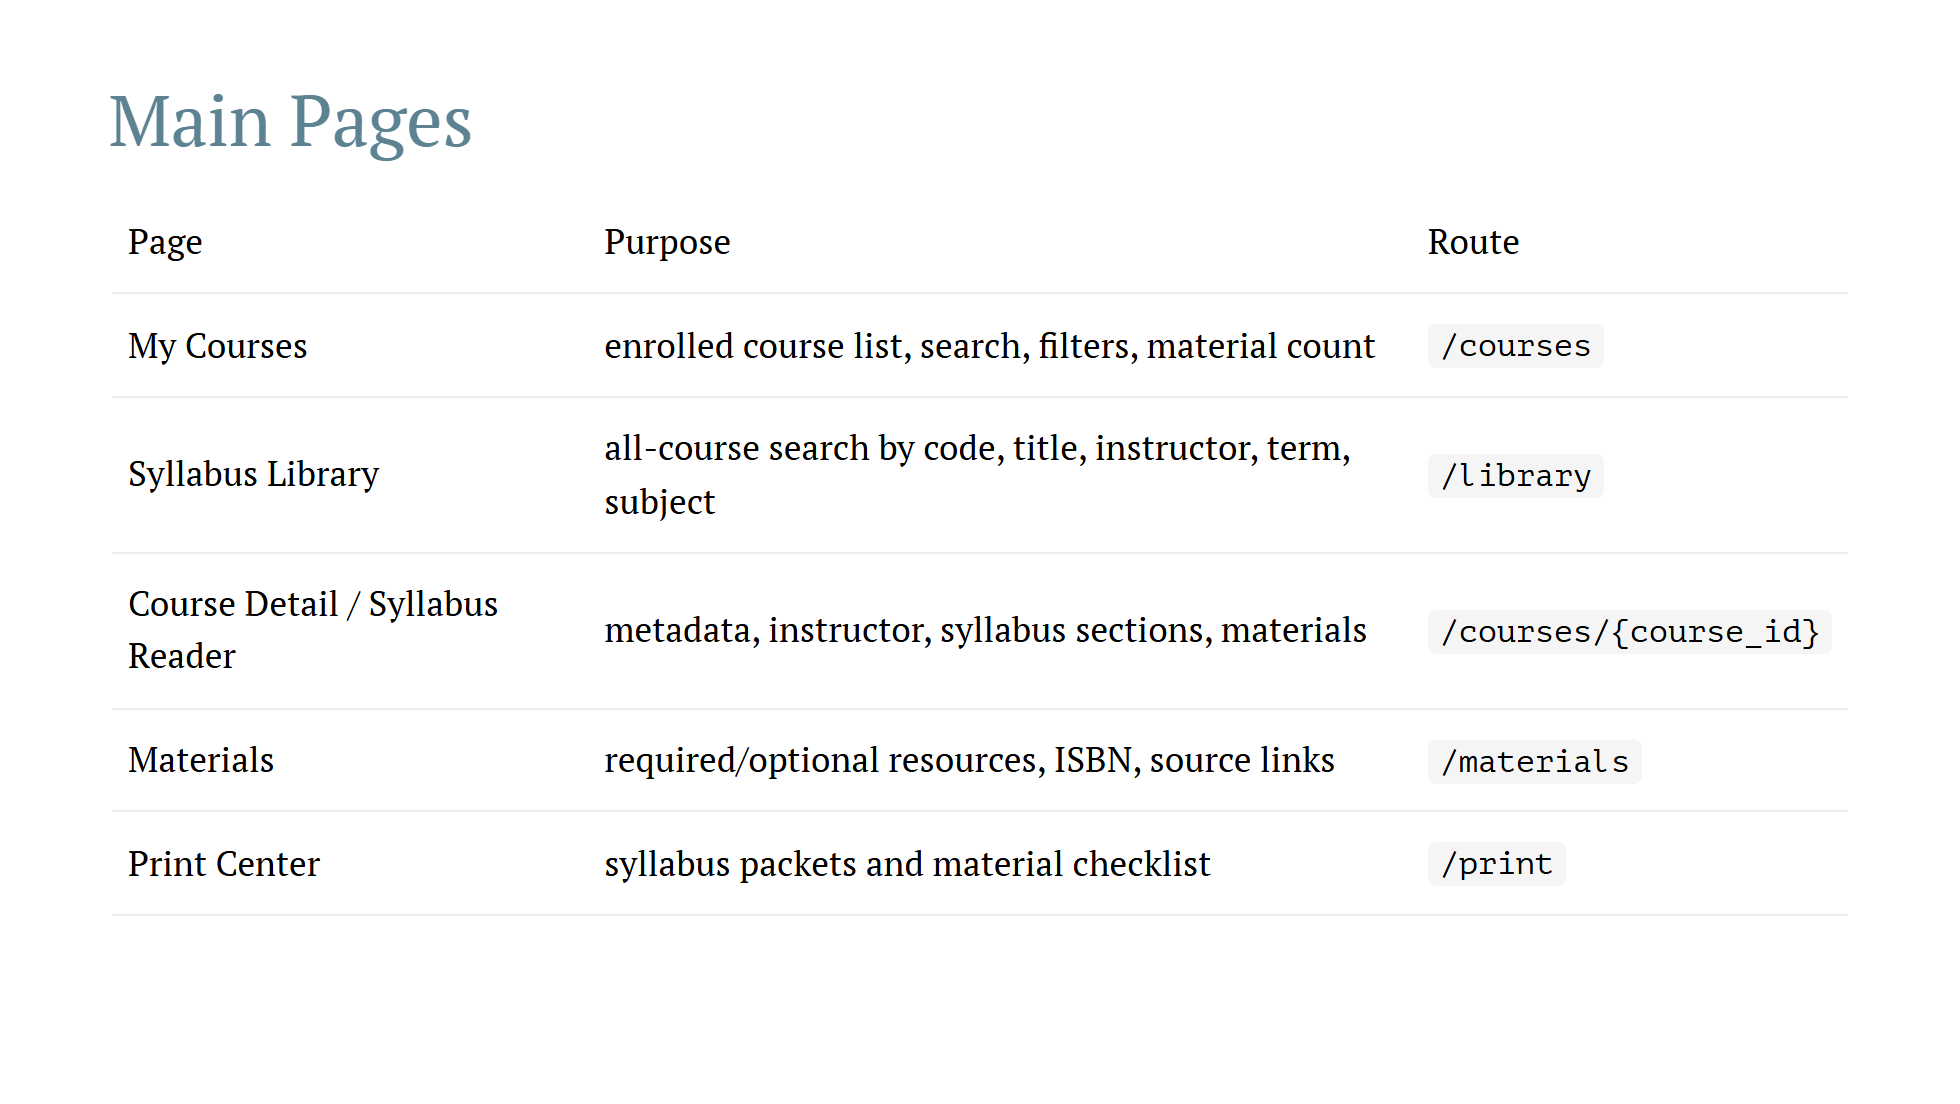 Main Pages
Page Purpose Route
My Courses enrolled course list, search, filters, material count /courses
Syllabus Library all-course search by code, title, instructor, term,
subject /library
Course Detail / Syllabus
Reader metadata, instructor, syllabus sections, materials /courses/{course_id}
Materials required/optional resources, ISBN, source links /materials
Print Center syllabus packets and material checklist /print